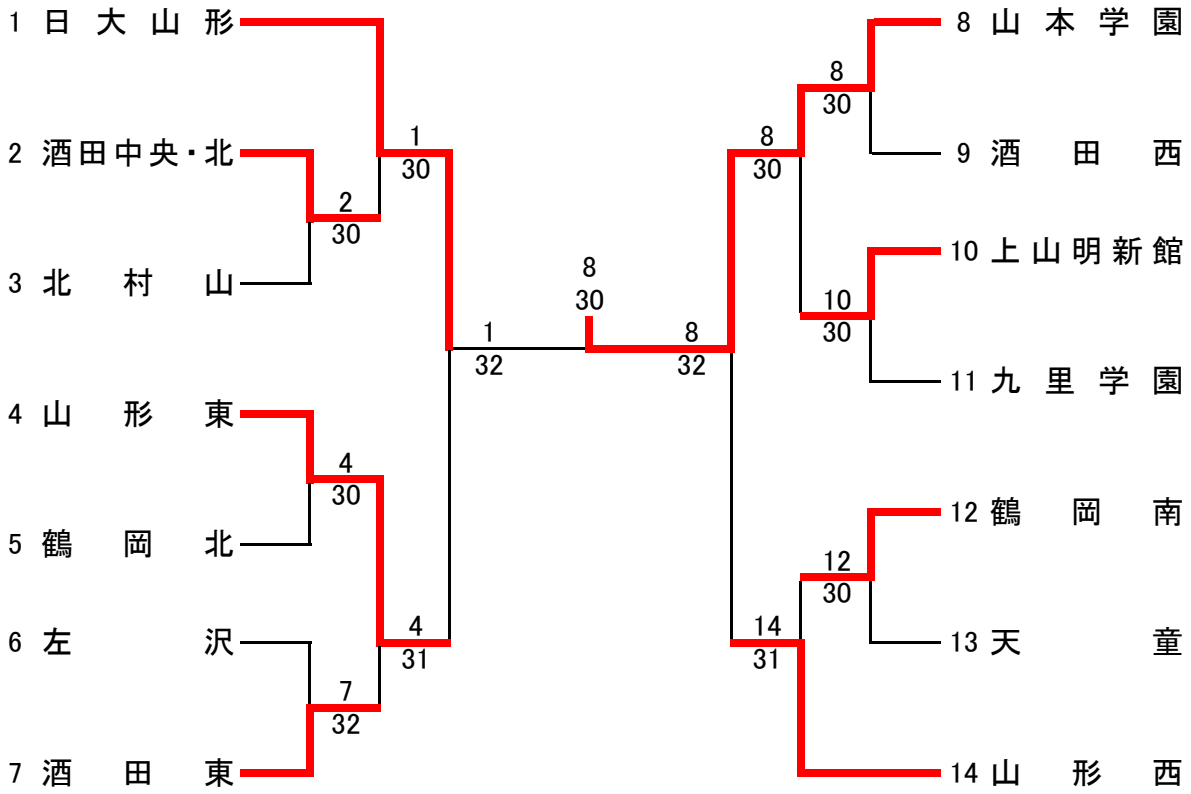 1 日大山形
2 酒田中央・北
3 北村山
4 山形東
5 鶴岡北
6 左沢
7 酒田東
2
30
4
30
7
32
1
30
4
31
1
32
8
30
8
32
8
30
14
31
8
30
10
30
12
30
8 山本学園
9 酒田西
10 上山明新館
11 九里学園
12 鶴岡南
13 天童
14 山形西